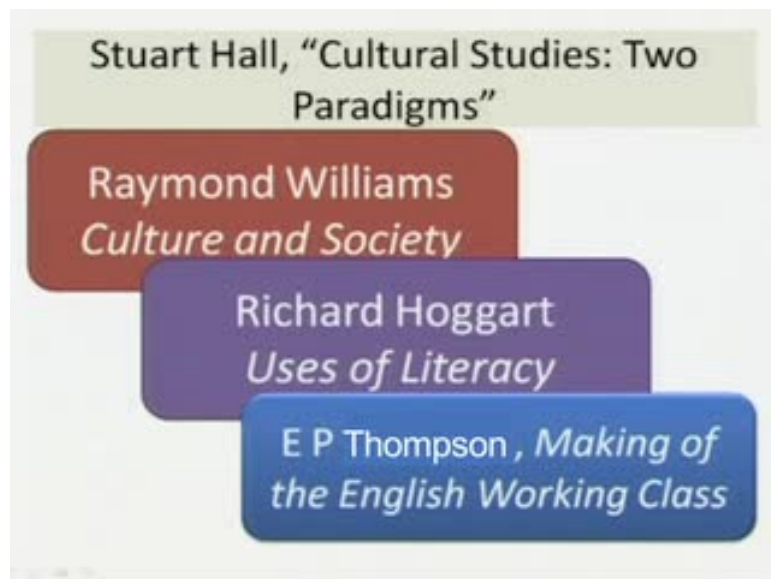 Stuart Hall, “Cultural Studies: Two
Paradigms”
Raymond Williams
Culture and Society
Richard Hoggart
Uses of Literacy
E P Thompson , Making of
the English Working Class